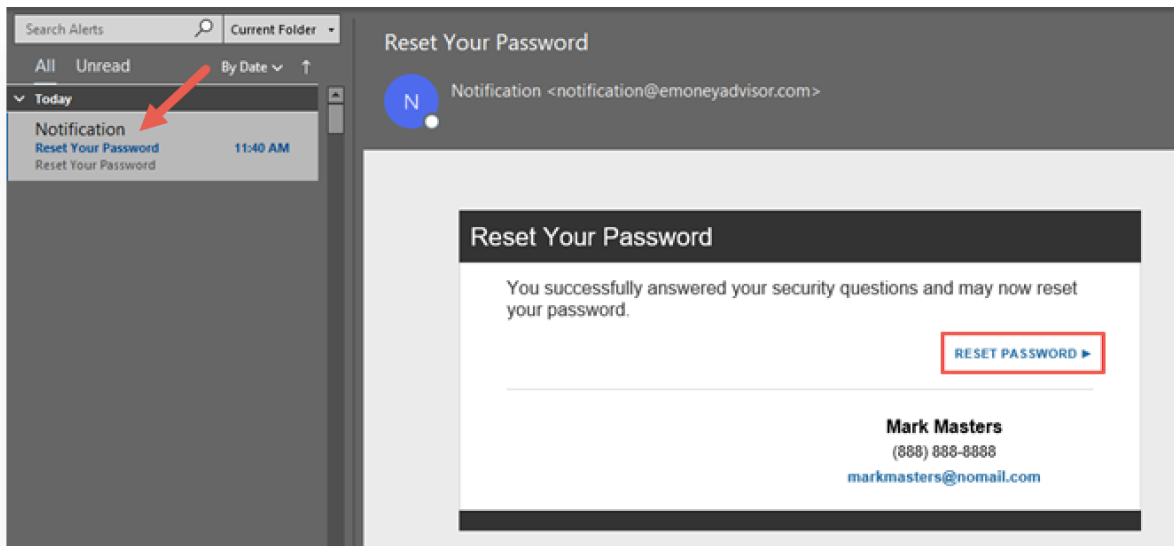 Search Alerts
Current Folder
All Unread By Date
Today
Notification
Reset Your Password 11:40 AM
Reset Your Password
Reset Your Password
N
Notification <notification@emoneyadvisor.com>
Reset Your Password
You successfully answered your security questions and may now reset
your password.
RESET PASSWORD
Mark Masters
(888) 888-8888
markmasters@nomail.com